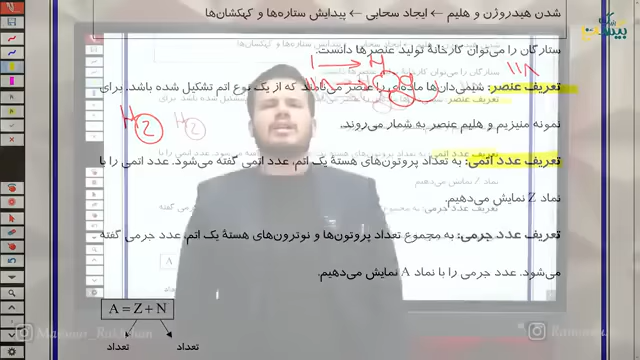 شدن هیدروژن و هلیم ← ایجاد سحابی ← پیدایش ستاره‌ها و کهکشان‌ها
ستارگان را می‌توان کارخانهٔ تولید عنصرها دانست.
تعریف عنصر: شیمی‌دان‌ها ماده‌ای را عنصر می‌نامند که از یک نوع اتم تشکیل شده باشد. برای
نمونه منیزیم و هلیم عنصر به شمار می‌روند.
H2
تعریف عدد اتمی: به تعداد پروتون‌های هستهٔ یک اتم، عدد اتمی گفته می‌شود. عدد اتمی را با
نماد Z نمایش می‌دهیم.
تعریف عدد جرمی: به مجموع تعداد پروتون‌ها و نوترون‌های هستهٔ یک اتم، عدد جرمی گفته
می‌شود. عدد جرمی را با نماد A نمایش می‌دهیم.
A = Z + N
تعداد تعداد